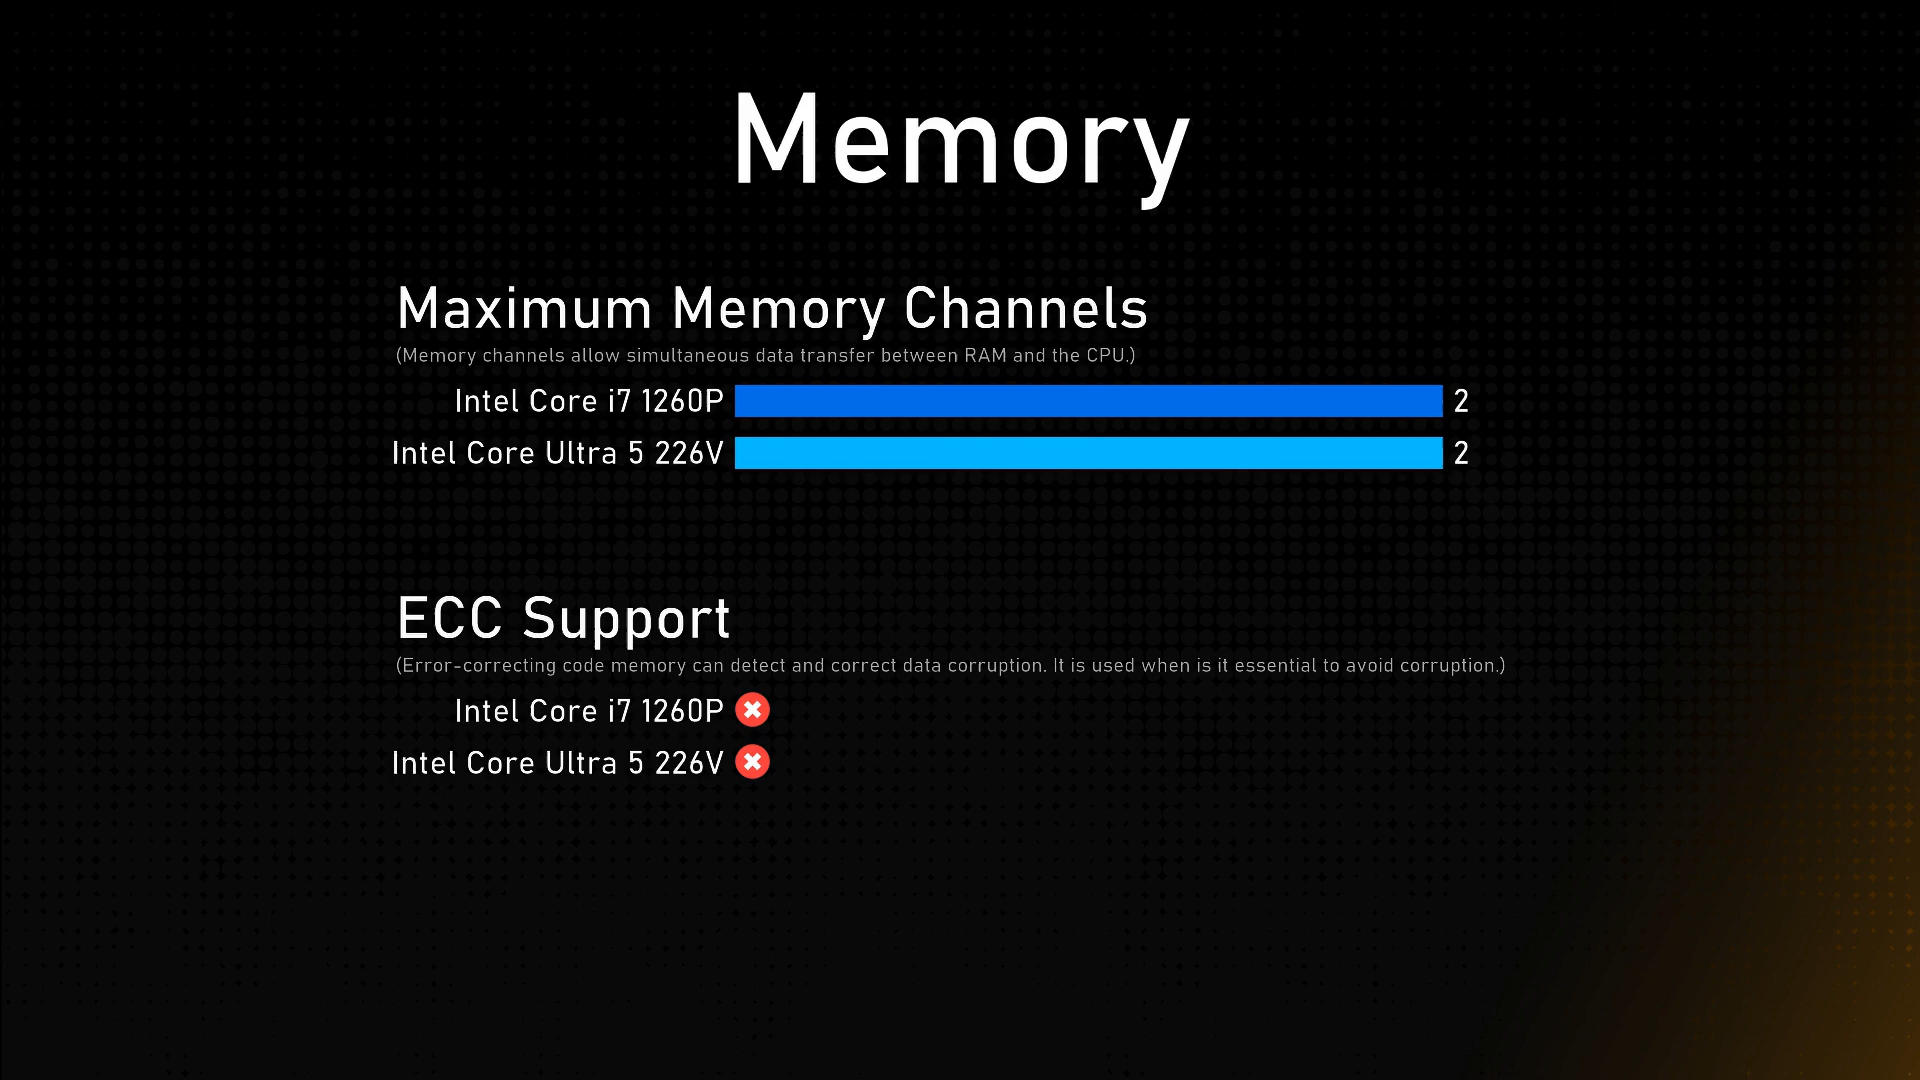 Memory
Maximum Memory Channels
(Memory channels allow simultaneous data transfer between RAM and the CPU.)
Intel Core i7 1260P 2
Intel Core Ultra 5 226V 2
ECC Support
(Error-correcting code memory can detect and correct data corruption. It is used when is it essential to avoid corruption.)
Intel Core i7 1260P
Intel Core Ultra 5 226V